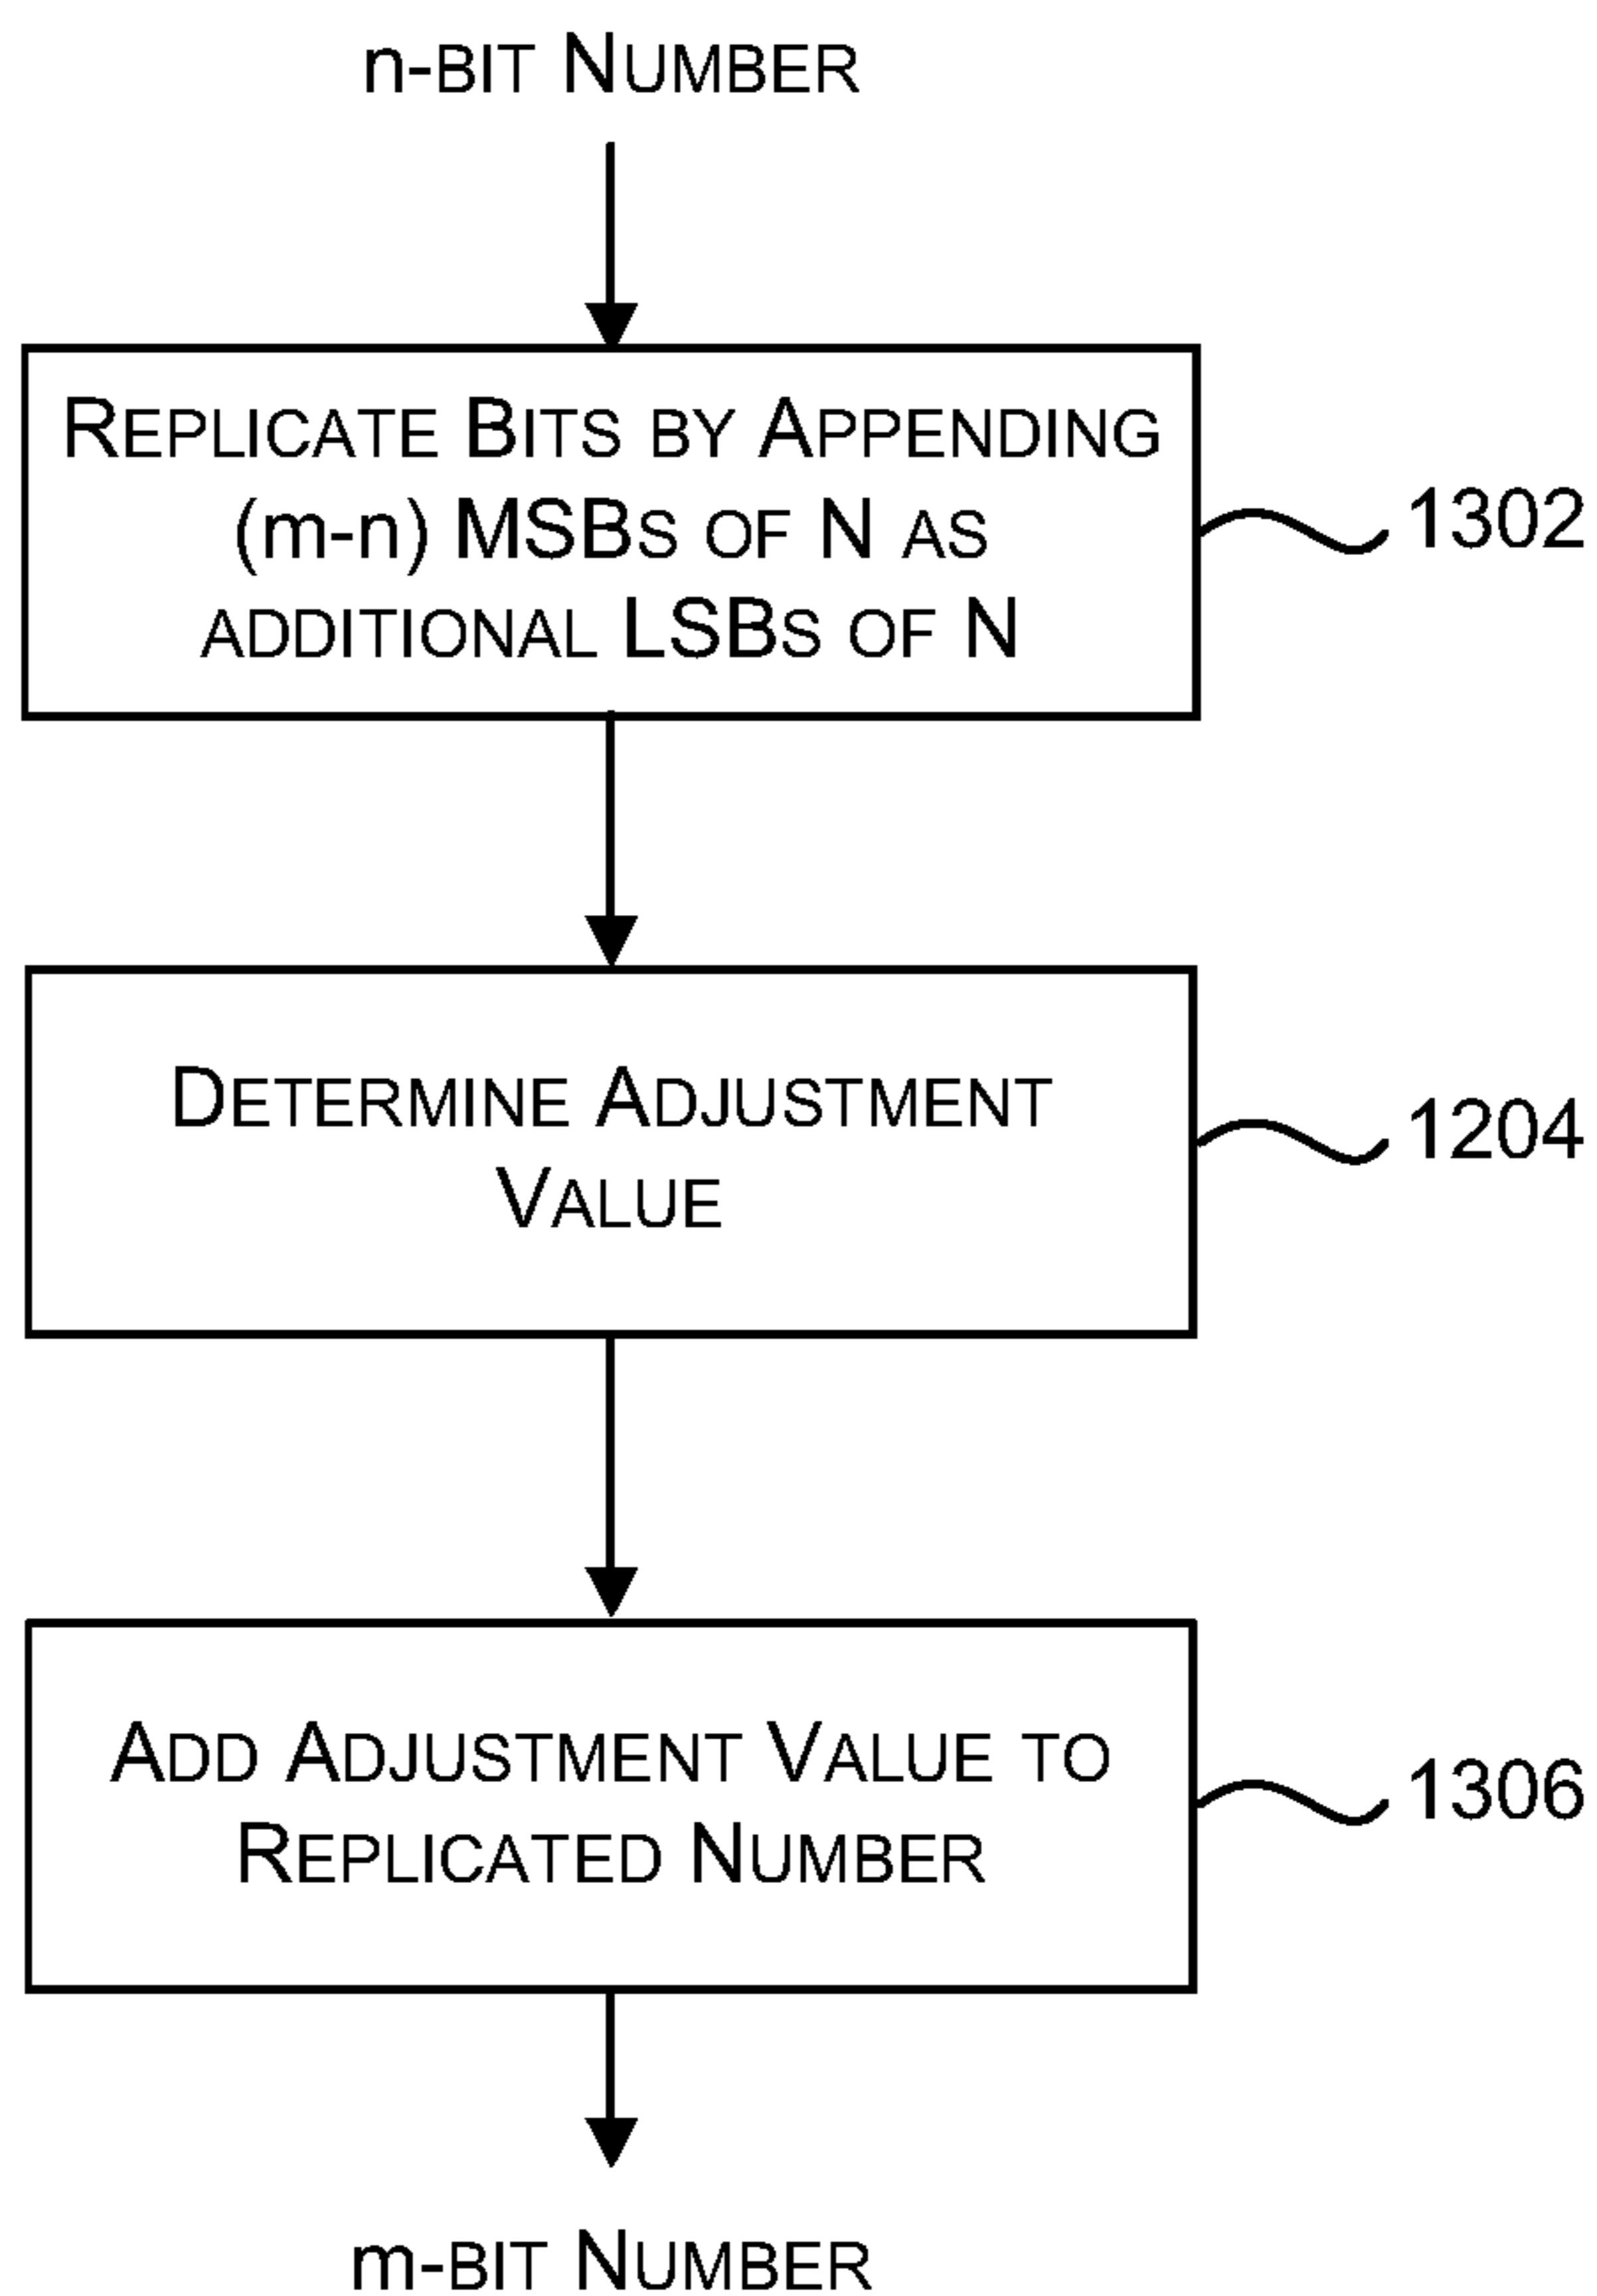 n-BIT NUMBER
REPLICATE BITS BY APPENDING
(m-n) MSBS OF N AS
ADDITIONAL LSBS OF N
1302
DETERMINE ADJUSTMENT
VALUE
1204
ADD ADJUSTMENT VALUE TO
REPLICATED NUMBER
1306
m-BIT NUMBER